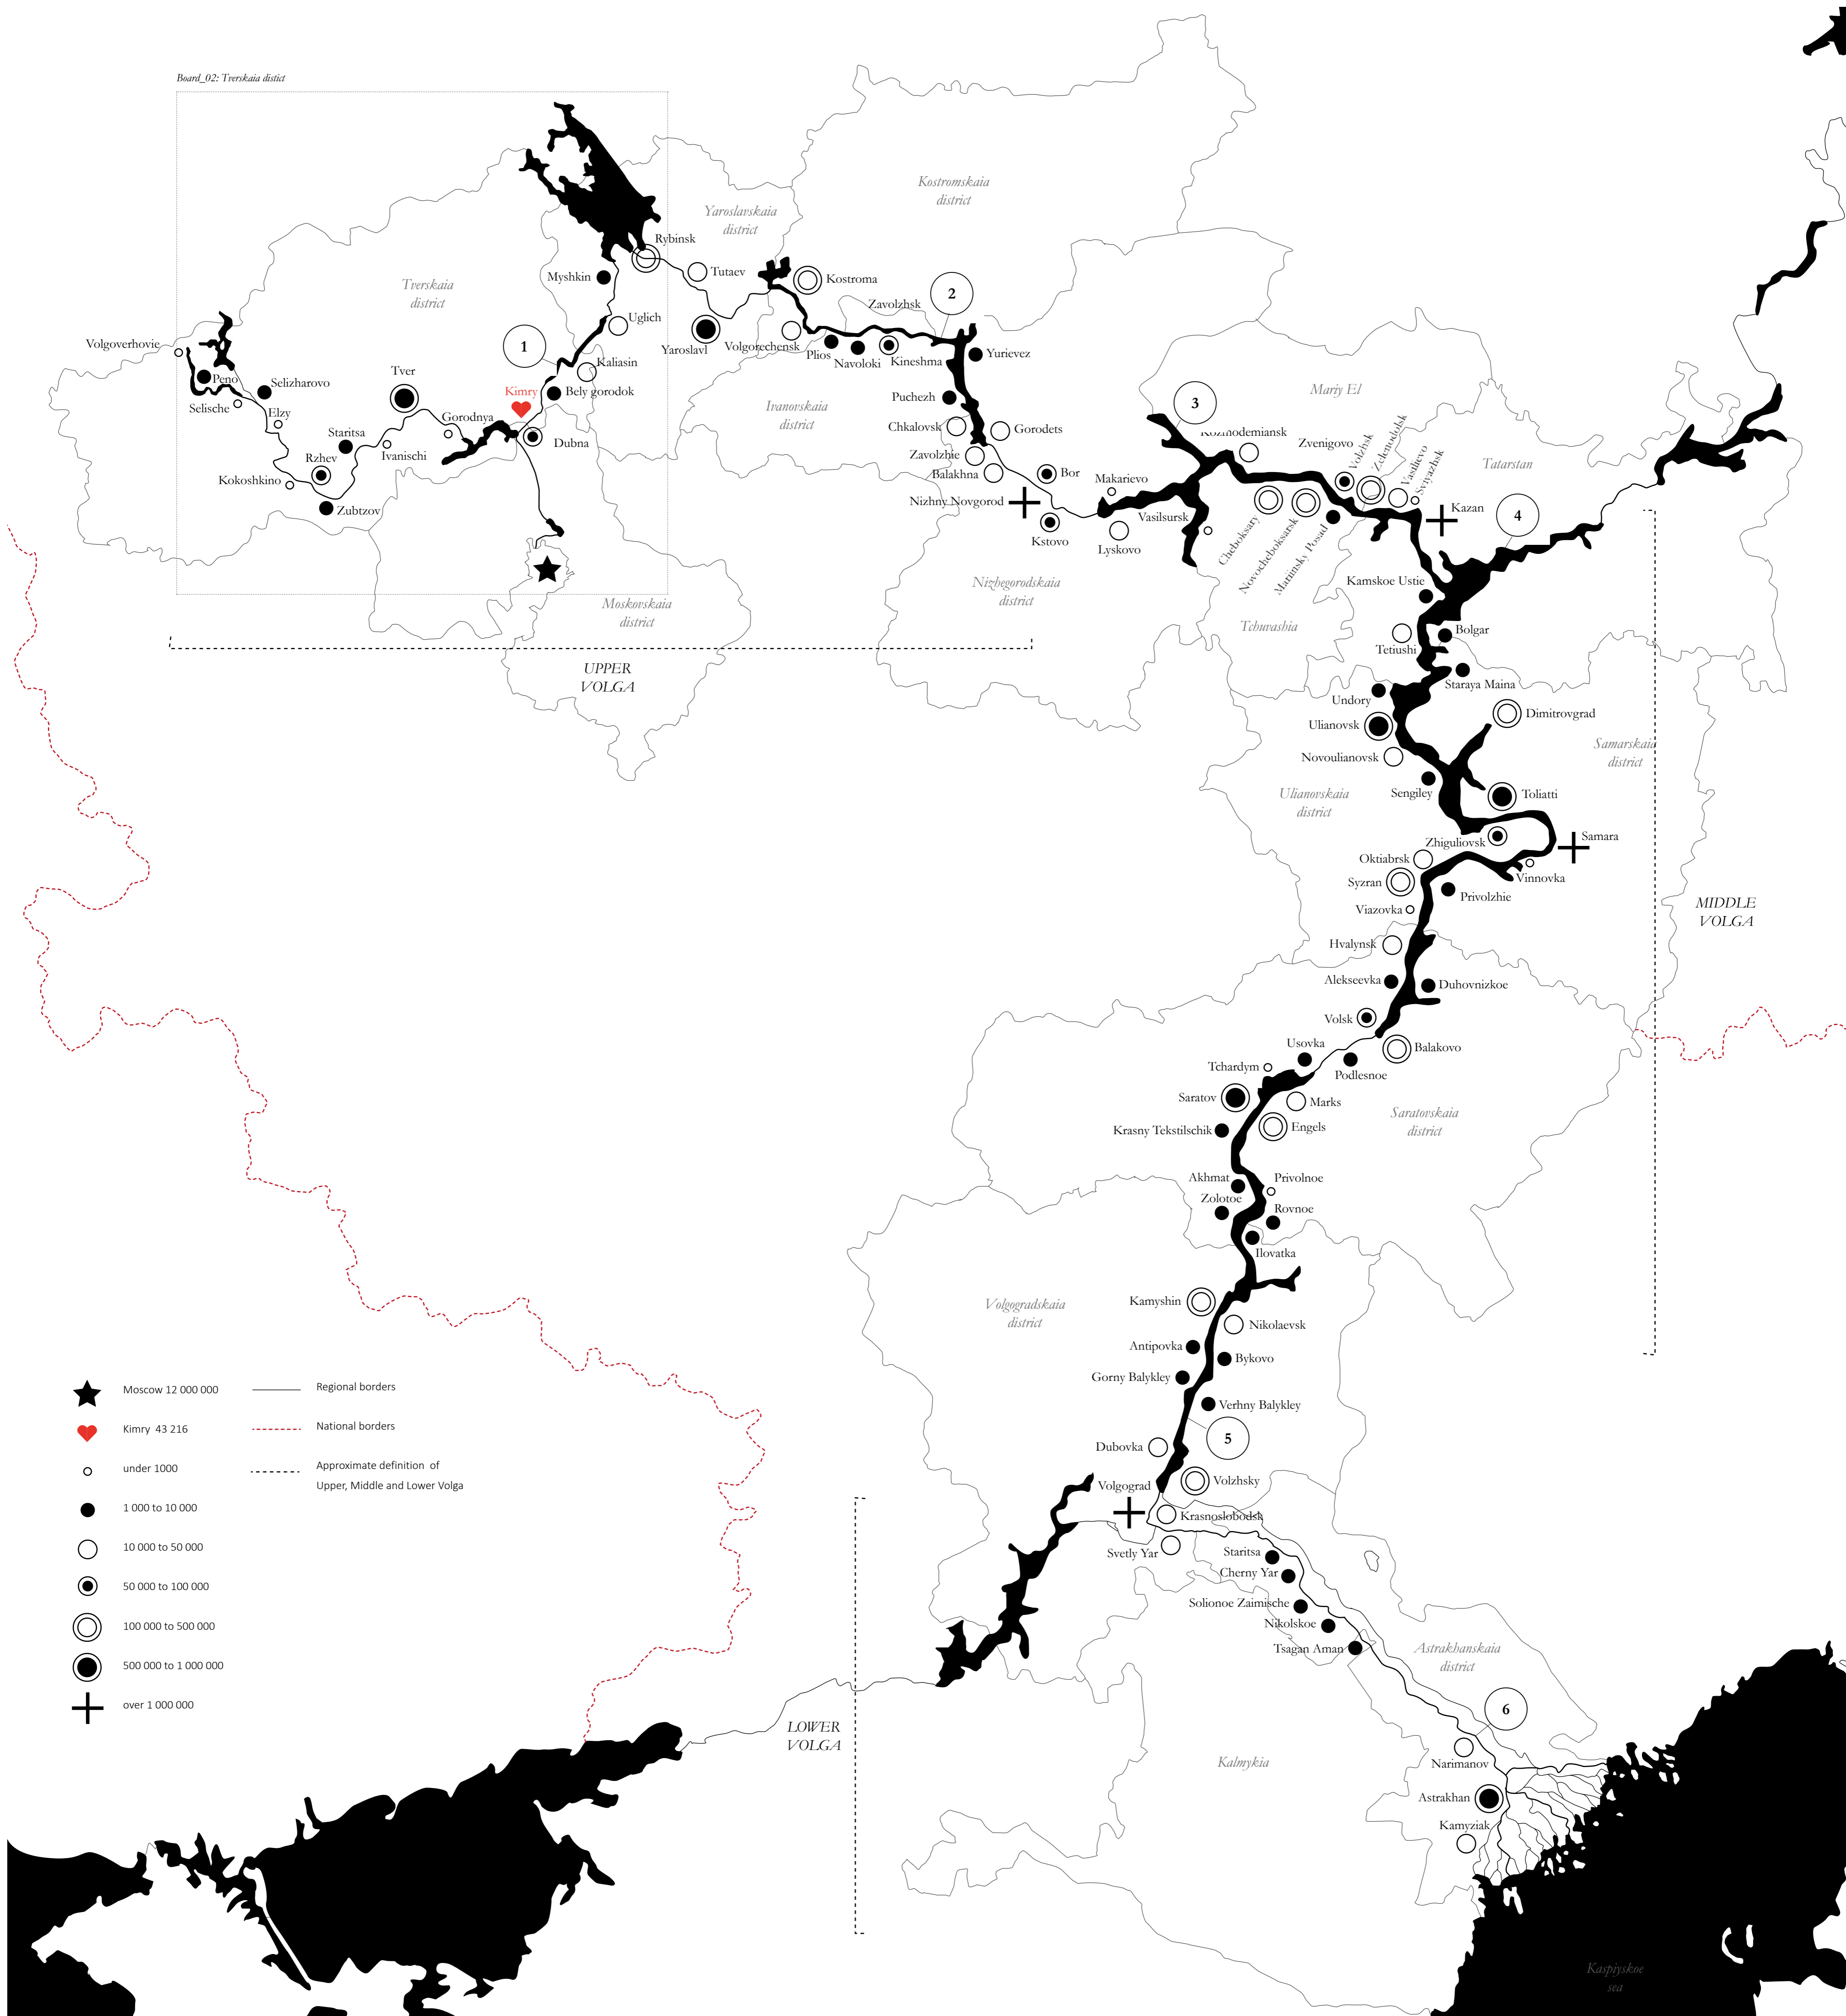 Board_02: Tverskaia distict
Kostromskaia
district
Yaroslavskaia
district
Rybinsk
Tverskaia
district
Myshkin
Tutaev
Kostroma
2
Zavolzhsk
Uglich
1
Volgoverhovie
Yaroslavl
Volgorechensk
Plios
Navoloki
Kineshma
Yurievez
Kaliasin
Peno
Selizharovo
Tver
Kimry
Bely gorodok
Mariy El
Selische
Elzy
Gorodnya
Ivanovskaia
district
Puchezh
3
Staritsa
Dubna
Chkalovsk
Gorodets
Kozmodemiansk
Zvenigovo
Volzhsk
Zelenodolsk
Vasilievo
Sviyazhsk
Ivanischi
Rzhev
Zavolzhie
Tatarstan
Kokoshkino
Balakhna
Bor
Makarievo
Zubtzov
Nizhny Novgorod
Vasilsursk
Kazan
4
Kstovo
Lyskovo
Cheboksary
Novocheboksarsk
Mariinsky Posad
Nizhegorodskaia
district
Kamskoe Ustie
Moskovskaia
district
Tchuvashia
Bolgar
Tetiushi
UPPER
VOLGA
Staraya Maina
Undory
Dimitrovgrad
Ulianovsk
Samarskaia
district
Novoulianovsk
Ulianovskaia
district
Sengiley
Toliatti
Samara
Zhiguliovsk
Oktiabrsk
Vinnovka
Syzran
Privolzhie
MIDDLE
VOLGA
Viazovka
Hvalynsk
Alekseevka
Duhovnizkoe
Volsk
Usovka
Balakovo
Tchardym
Podlesnoe
Saratov
Marks
Saratovskaia
district
Krasny Tekstilschik
Engels
Akhmat
Privolnoe
Zolotoe
Rovnoe
Ilovatka
Volgogradskaia
district
Kamyshin
Nikolaevsk
Antipovka
Bykovo
Gorny Balykley
Verhny Balykley
5
Dubovka
Volgograd
Volzhsky
Krasnoslobodsk
Svetly Yar
Staritsa
Cherny Yar
Solionoe Zaimische
Nikolskoe
Tsagan Aman
Astrakhanskaia
district
6
LOWER
VOLGA
Kalmykia
Narimanov
Astrakhan
Kamyziak
Kaspiyskoe
sea
Moscow 12 000 000
Regional borders
Kimry 43 216
National borders
under 1000
Approximate definition of
Upper, Middle and Lower Volga
1 000 to 10 000
10 000 to 50 000
50 000 to 100 000
100 000 to 500 000
500 000 to 1 000 000
over 1 000 000